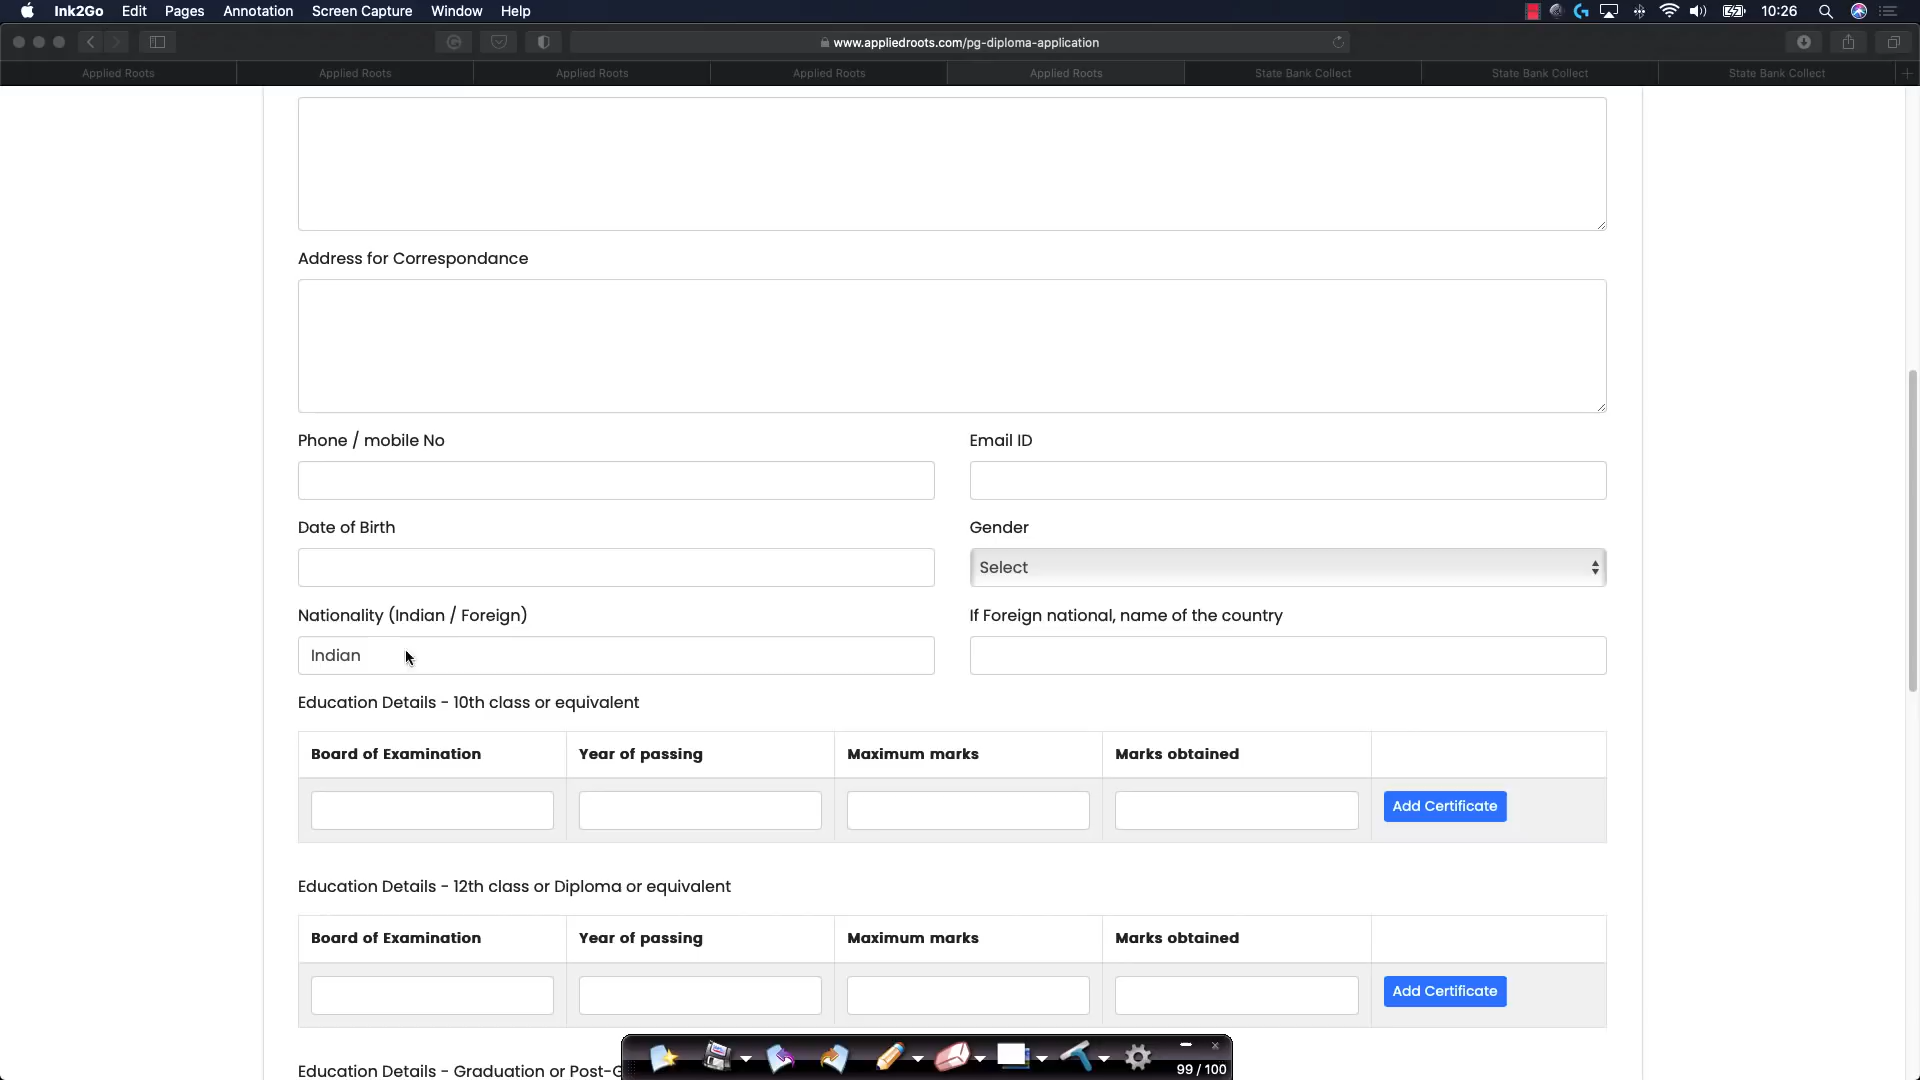 Ink2Go Edit Pages Annotation Screen Capture Window Help 10:26
www.appliedroots.com/pg-diploma-application
Applied Roots Applied Roots Applied Roots Applied Roots Applied Roots State Bank Collect State Bank Collect State Bank Collect
Address for Correspondance
Phone / mobile No Email ID
Date of Birth Gender
Select
Nationality (Indian / Foreign) If Foreign national, name of the country
Indian
Education Details - 10th class or equivalent
Board of Examination Year of passing Maximum marks Marks obtained
Add Certificate
Education Details - 12th class or Diploma or equivalent
Board of Examination Year of passing Maximum marks Marks obtained
Add Certificate
Education Details - Graduation or Post-G
99 / 100